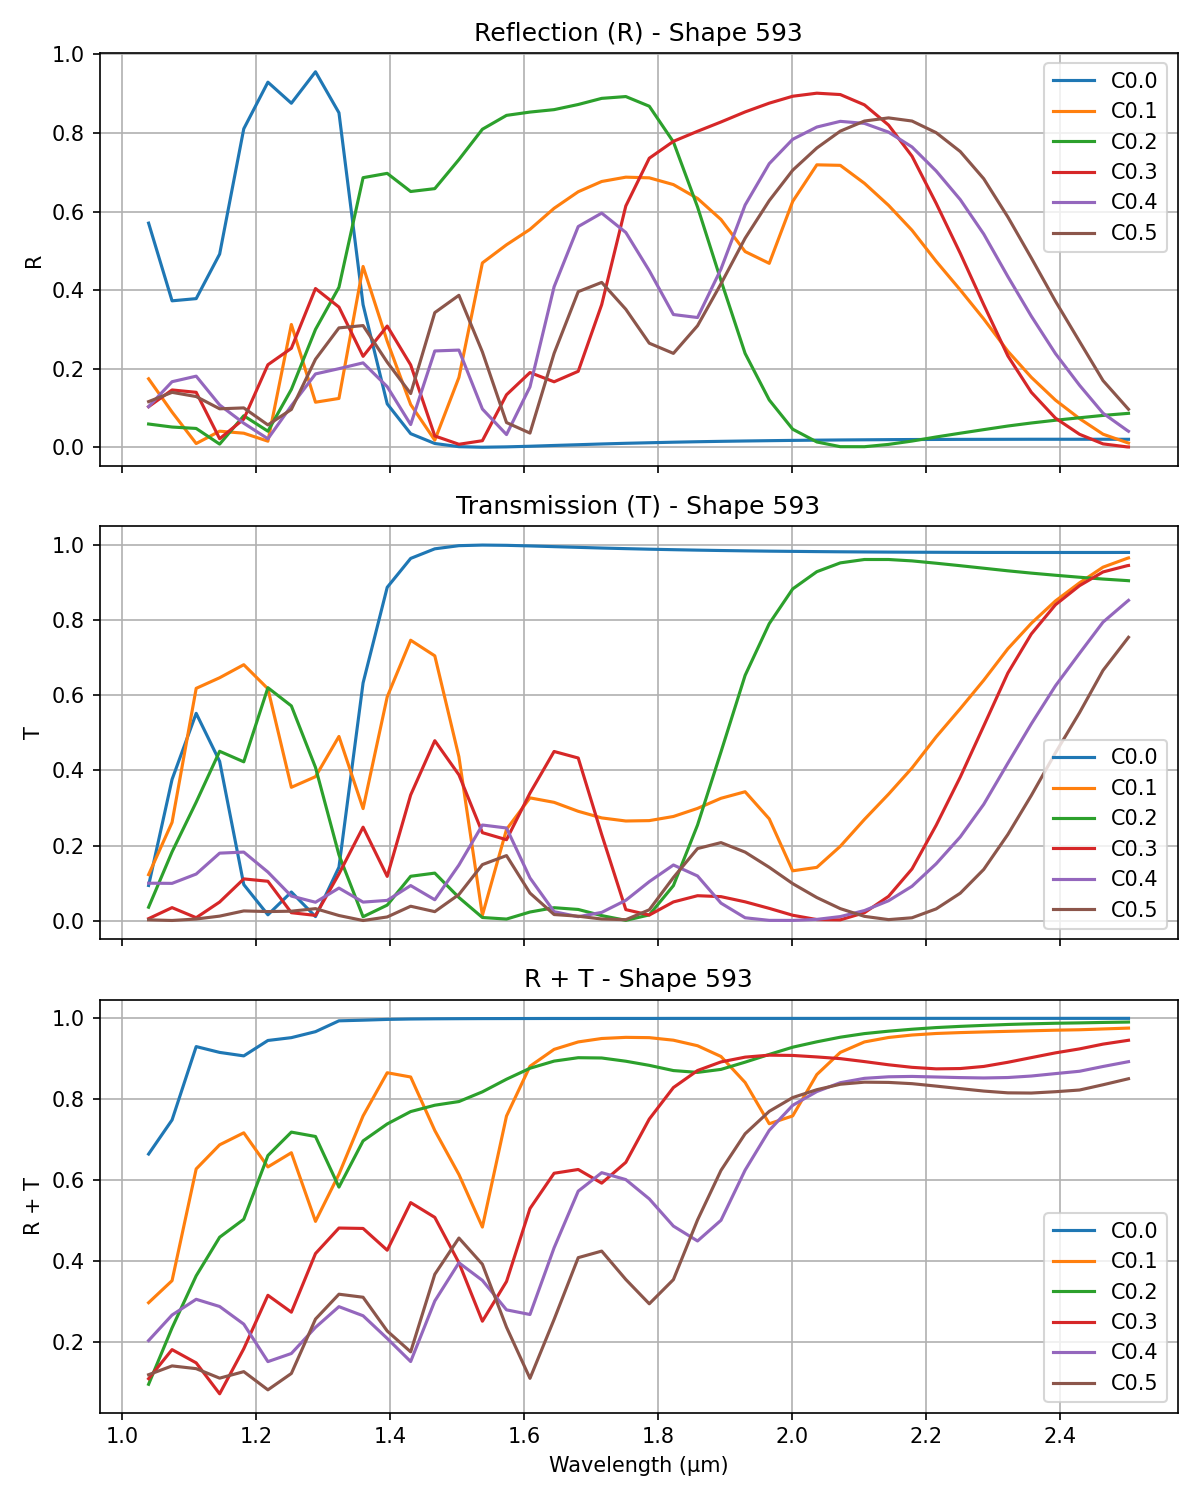 Reflection (R) - Shape 593
1.0
0.8
0.6
0.4
0.2
0.0
R
C0.0
C0.1
C0.2
C0.3
C0.4
C0.5
Transmission (T) - Shape 593
1.0
0.8
0.6
0.4
0.2
0.0
T
C0.0
C0.1
C0.2
C0.3
C0.4
C0.5
R + T - Shape 593
1.0
0.8
0.6
0.4
0.2
R + T
C0.0
C0.1
C0.2
C0.3
C0.4
C0.5
1.0 1.2 1.4 1.6 1.8 2.0 2.2 2.4
Wavelength (µm)